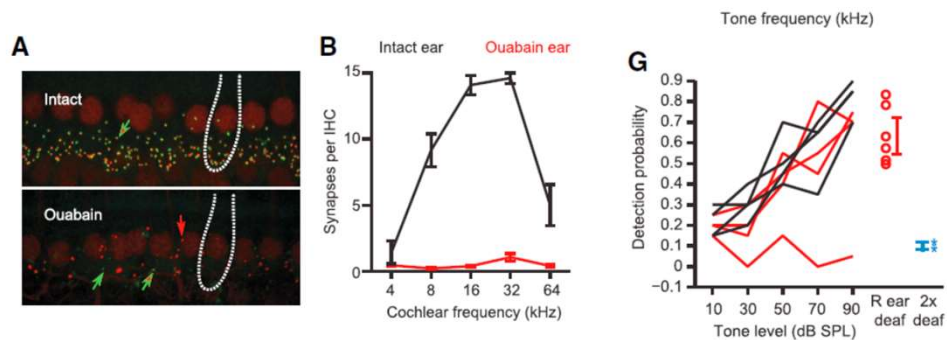 A
Intact
Ouabain
B
Intact ear Ouabain ear
Synapses per IHC
15
10
5
0
4 8 16 32 64
Cochlear frequency (kHz)
Tone frequency (kHz)
G
Detection probability
0.9
0.8
0.7
0.6
0.5
0.4
0.3
0.2
0.1
0
−0.1
10 30 50 70 90 R ear 2x
deaf deaf
Tone level (dB SPL)